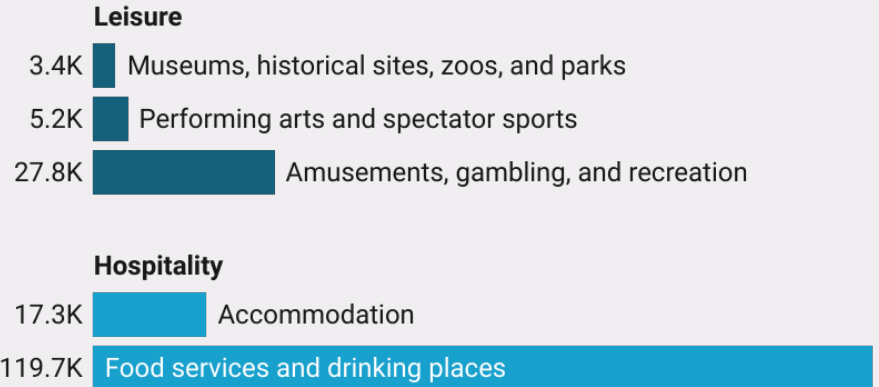 Leisure
3.4K Museums, historical sites, zoos, and parks
5.2K Performing arts and spectator sports
27.8K Amusements, gambling, and recreation
Hospitality
17.3K Accommodation
119.7K Food services and drinking places